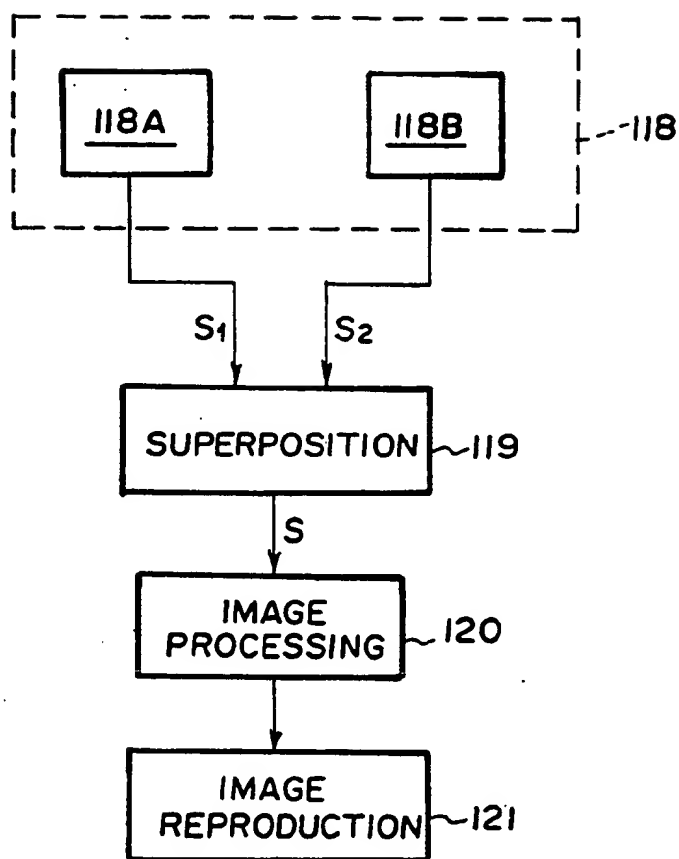 118A
118B
118
S1
S2
SUPERPOSITION
119
S
IMAGE
PROCESSING
120
IMAGE
REPRODUCTION
121